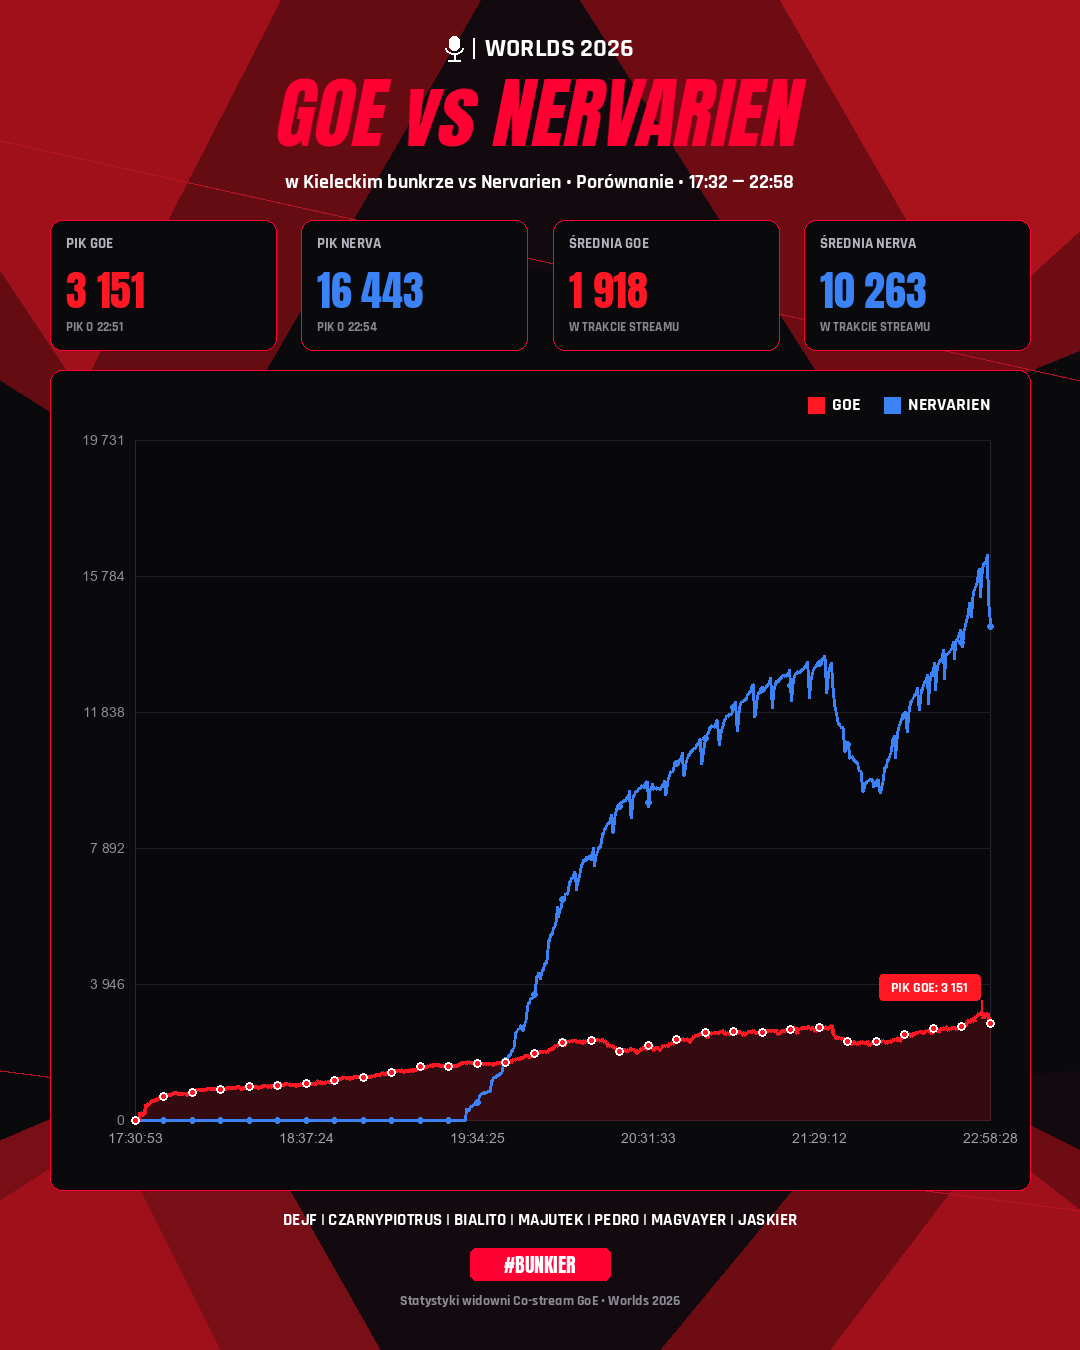 | WORLDS 2026
GOE vs NERVARIEN
w Kieleckim bunkrze vs Nervarien • Porównanie • 17:32 — 22:58
PIK GOE
3 151
PIK O 22:51
PIK NERVA
16 443
PIK O 22:54
ŚREDNIA GOE
1 918
W TRAKCIE STREAMU
ŚREDNIA NERVA
10 263
W TRAKCIE STREAMU
GOE NERVARIEN
19 731
15 784
11 838
7 892
3 946
0
PIK GOE: 3 151
17:30:53 18:37:24 19:34:25 20:31:33 21:29:12 22:58:28
DEJF | CZARNYPIOTRUS | BIALITO | MAJUTEK | PEDRO | MAGVAYER | JASKIER
#BUNKIER
Statystyki widowni Co-stream GoE • Worlds 2026